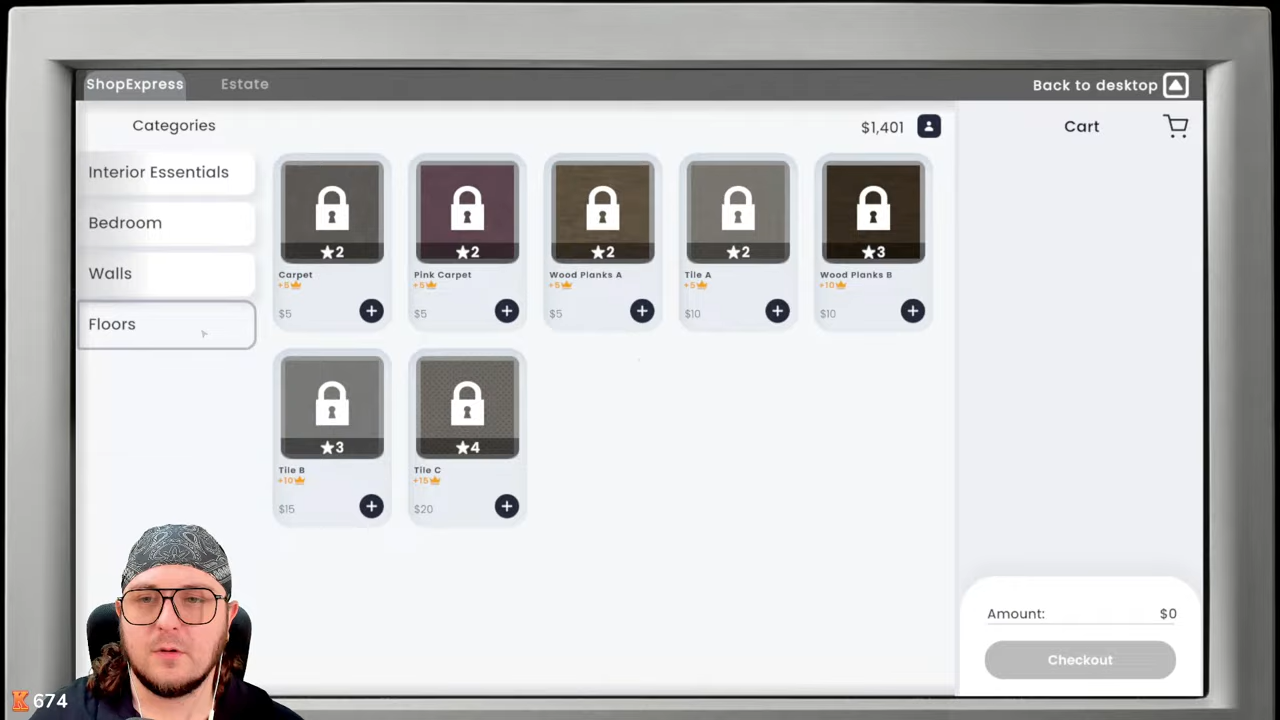 ShopExpress Estate Back to desktop
Categories $1,401 Cart
Interior Essentials
Bedroom
Walls
Floors
★2 ★2 ★2 ★2 ★3
Carpet Pink Carpet Wood Planks A Tile A Wood Planks B
+5 +5 +5 +5 +10
$5 $5 $5 $10 $10
★3 ★4
Tile B Tile C
+10 +15
$15 $20
Amount: $0
Checkout
K 674